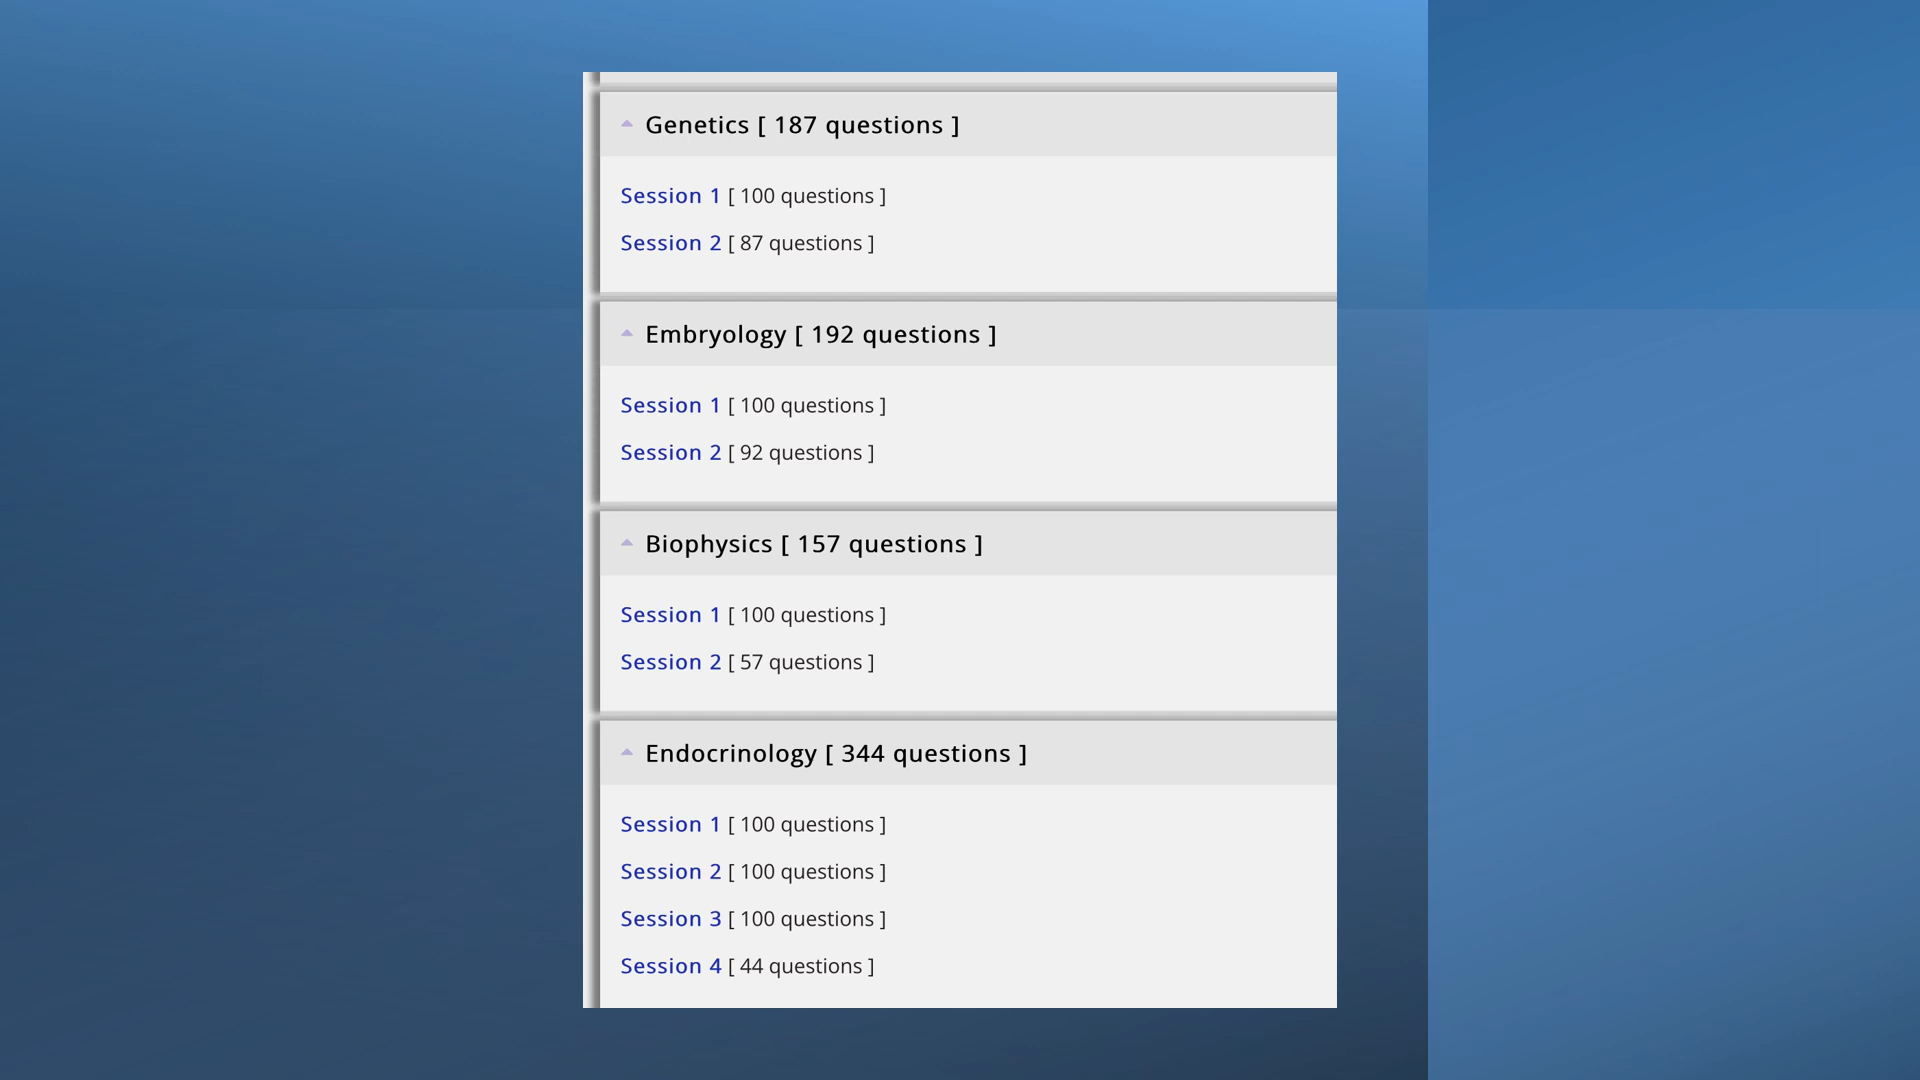 Genetics [ 187 questions ]
Session 1 [ 100 questions ]
Session 2 [ 87 questions ]
Embryology [ 192 questions ]
Session 1 [ 100 questions ]
Session 2 [ 92 questions ]
Biophysics [ 157 questions ]
Session 1 [ 100 questions ]
Session 2 [ 57 questions ]
Endocrinology [ 344 questions ]
Session 1 [ 100 questions ]
Session 2 [ 100 questions ]
Session 3 [ 100 questions ]
Session 4 [ 44 questions ]